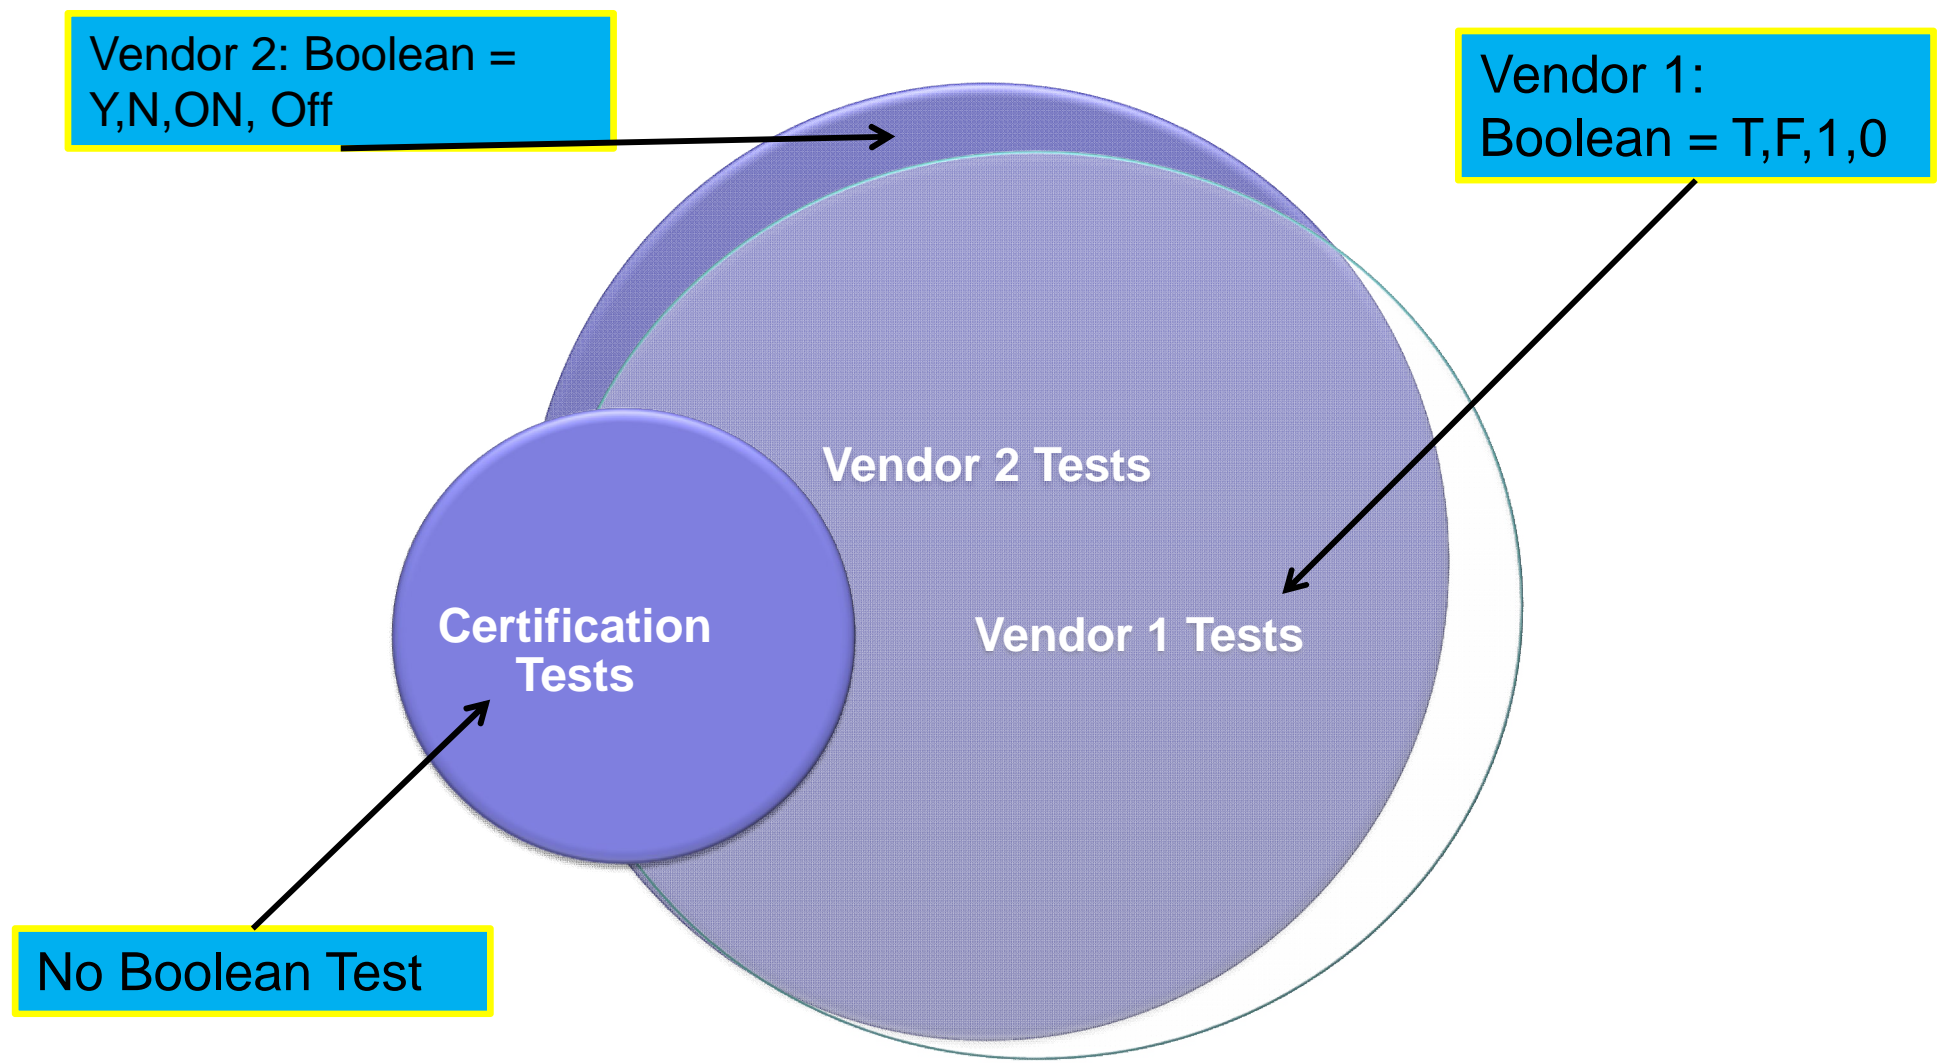 Vendor 2: Boolean =
Y,N,ON, Off
Vendor 1:
Boolean = T,F,1,0
Vendor 2 Tests
Certification
Tests
Vendor 1 Tests
No Boolean Test